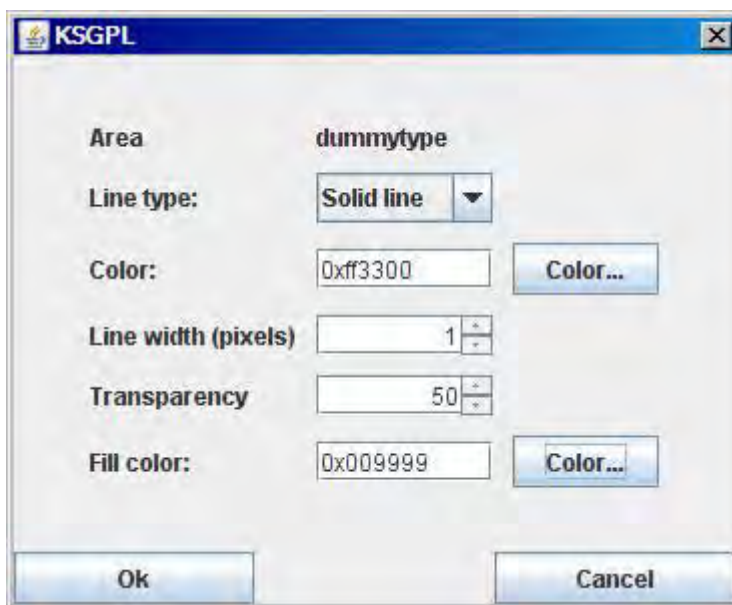 KSGPL
Area dummytype
Line type: Solid line
Color: 0xff3300 Color...
Line width (pixels) 1
Transparency 50
Fill color: 0x009999 Color...
Ok Cancel